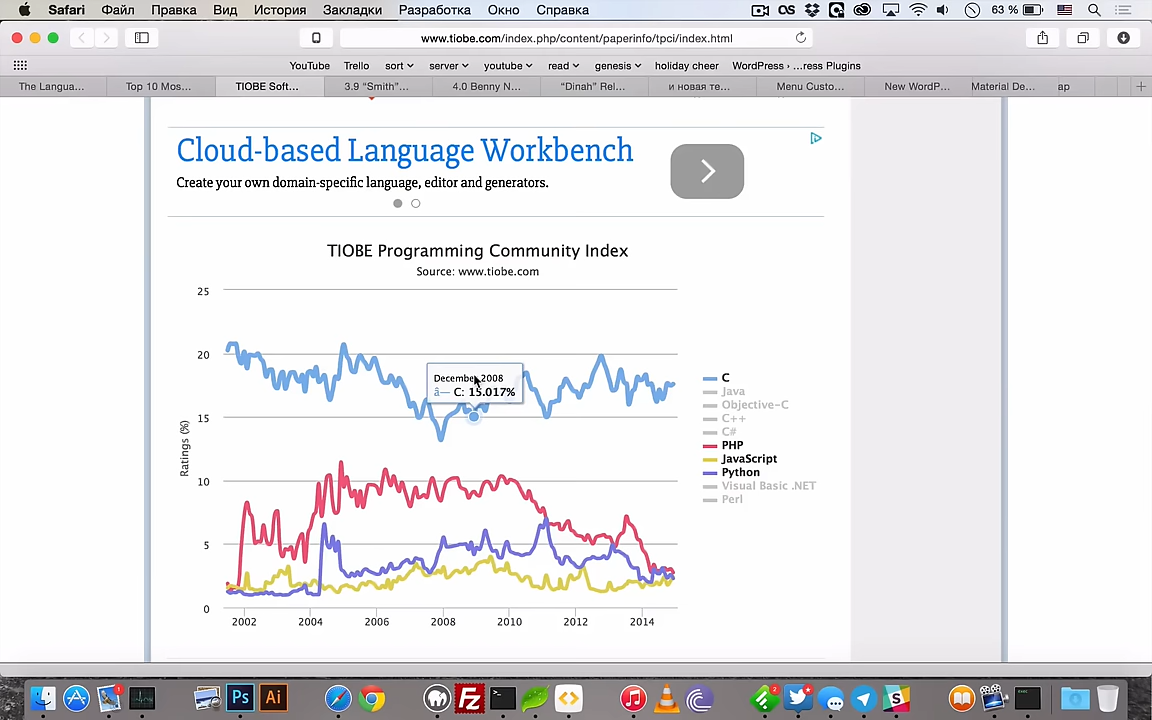 Safari Файл Правка Вид История Закладки Разработка Окно Справка 63 %
www.tiobe.com/index.php/content/paperinfo/tpci/index.html
YouTube Trello sort server youtube read genesis holiday cheer WordPress › ...ress Plugins
The Langua... Top 10 Mos... TIOBE Soft... 3.9 “Smith”... 4.0 Benny N... “Dinah” Rel... и новая те... Menu Custo... New WordP... Material De... ap
Cloud-based Language Workbench
Create your own domain-specific language, editor and generators.
TIOBE Programming Community Index
Source: www.tiobe.com
Ratings (%)
25
20
15
10
5
0
December 2008
â— C: 15.017%
2002 2004 2006 2008 2010 2012 2014
C
Java
Objective-C
C++
C#
PHP
JavaScript
Python
Visual Basic .NET
Perl
Ps Ai Fz